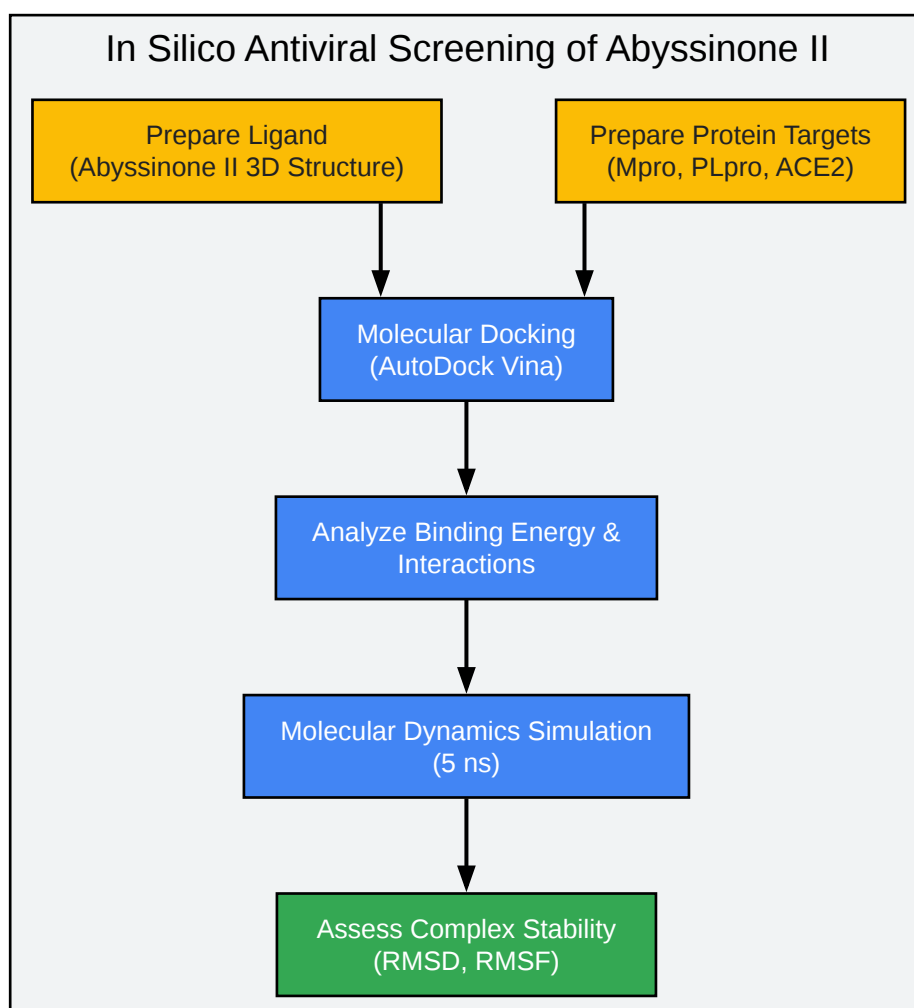 In Silico Antiviral Screening of Abyssinone II
Prepare Ligand
(Abyssinone II 3D Structure)
Prepare Protein Targets
(Mpro, PLpro, ACE2)
Molecular Docking
(AutoDock Vina)
Analyze Binding Energy &
Interactions
Molecular Dynamics Simulation
(5 ns)
Assess Complex Stability
(RMSD, RMSF)